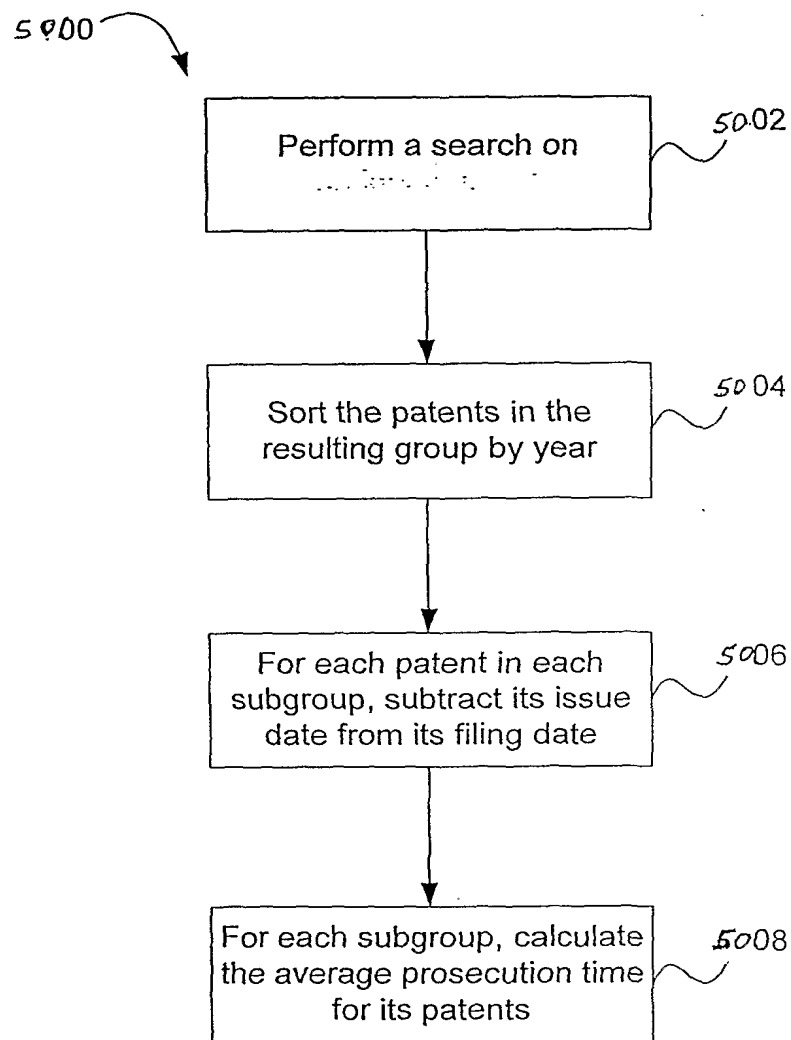 5000
Perform a search on
5002
Sort the patents in the
resulting group by year
5004
For each patent in each
subgroup, subtract its issue
date from its filing date
5006
For each subgroup, calculate
the average prosecution time
for its patents
5008